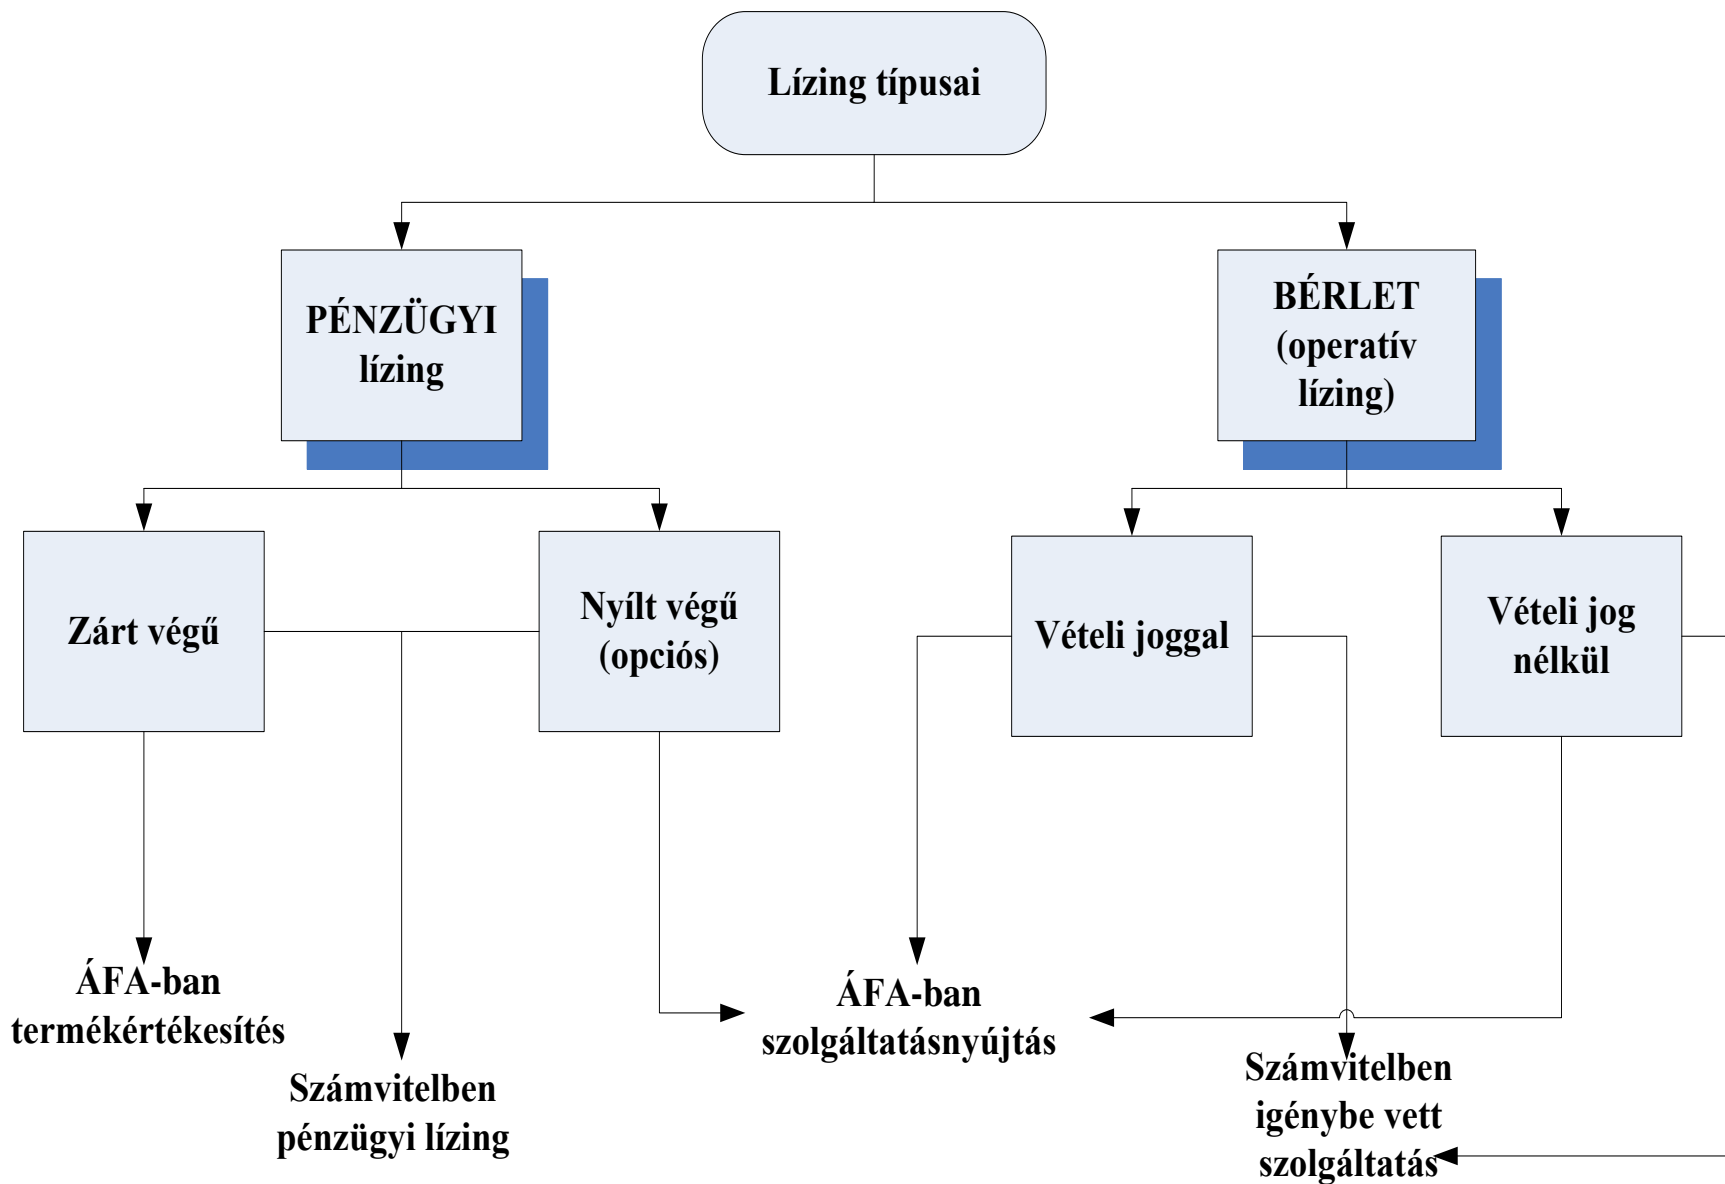 Lízing típusai
PÉNZÜGYI
lízing
BÉRLET
(operatív
lízing)
Zárt végű
Nyílt végű
(opciós)
Vételi joggal
Vételi jog
nélkül
ÁFA-ban
termékértékesítés
Számvitelben
pénzügyi lízing
ÁFA-ban
szolgáltatásnyújtás
Számvitelben
igénybe vett
szolgáltatás